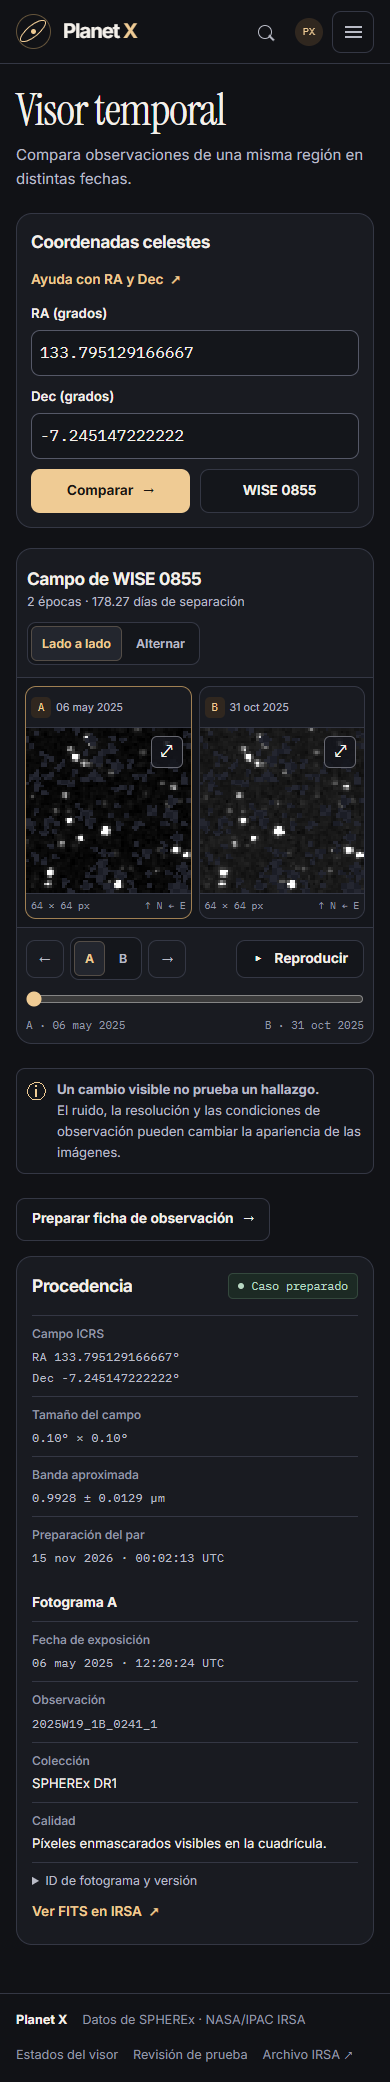 Planet X
PX
Visor temporal
Compara observaciones de una misma región en
distintas fechas.
Coordenadas celestes
Ayuda con RA y Dec ↗
RA (grados)
133.795129166667
Dec (grados)
-7.245147222222
Comparar →
WISE 0855
Campo de WISE 0855
2 épocas · 178.27 días de separación
Lado a lado
Alternar
A 06 may 2025
B 31 oct 2025
64 × 64 px ↑ N ← E
64 × 64 px ↑ N ← E
← A B → ▸ Reproducir
A · 06 may 2025
B · 31 oct 2025
Un cambio visible no prueba un hallazgo.
El ruido, la resolución y las condiciones de
observación pueden cambiar la apariencia de las
imágenes.
Preparar ficha de observación →
Procedencia
Caso preparado
Campo ICRS
RA 133.795129166667°
Dec -7.245147222222°
Tamaño del campo
0.10° × 0.10°
Banda aproximada
0.9928 ± 0.0129 µm
Preparación del par
15 nov 2026 · 00:02:13 UTC
Fotograma A
Fecha de exposición
06 may 2025 · 12:20:24 UTC
Observación
2025W19_1B_0241_1
Colección
SPHEREx DR1
Calidad
Píxeles enmascarados visibles en la cuadrícula.
▶ ID de fotograma y versión
Ver FITS en IRSA ↗
Planet X Datos de SPHEREx · NASA/IPAC IRSA
Estados del visor Revisión de prueba Archivo IRSA ↗